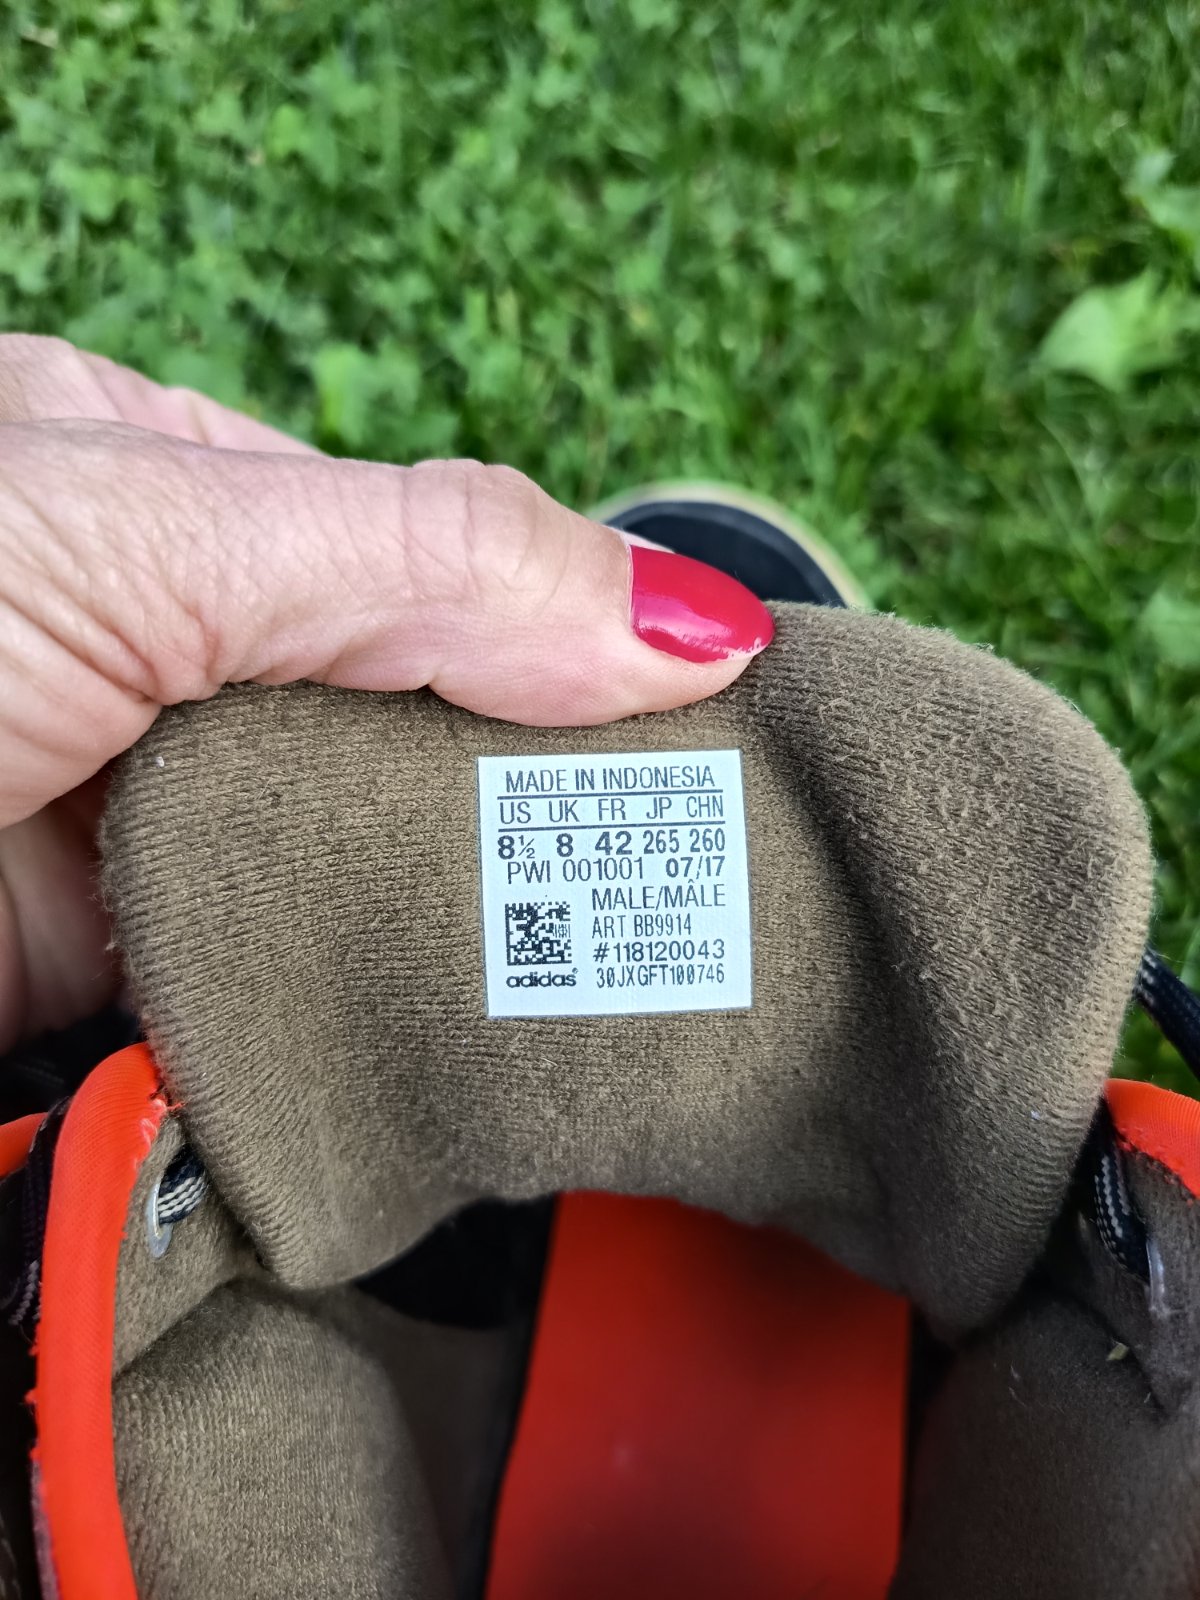 MADE IN INDONESIA
US UK FR JP CHN
8½ 8 42 265 260
PWI 001001 07/17
MALE/MÂLE
ART BB9914
#118120043
adidas 30JXGFT100746